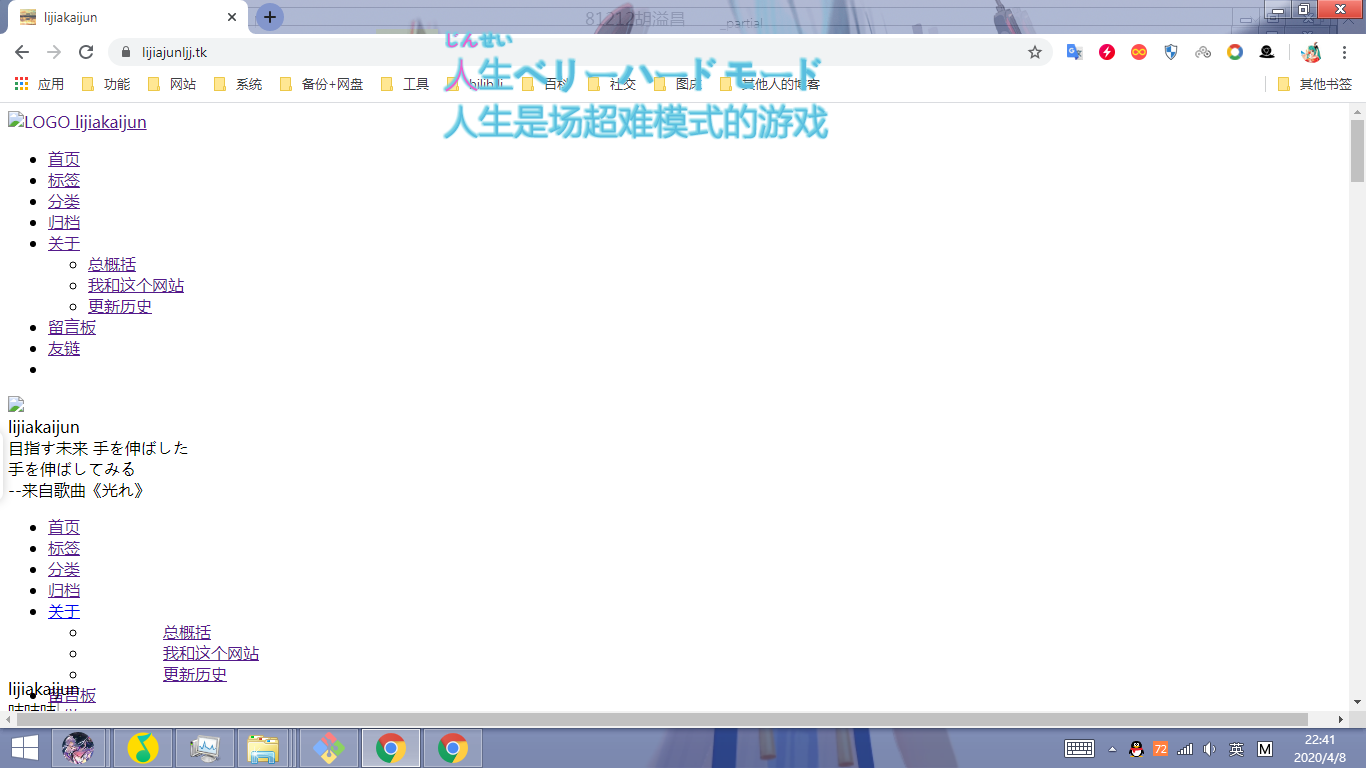 lijiakaijun
81212胡溢昌
_partial
lijiajunljj.tk
じんせい
应用 功能 网站 系统 备份+网盘 工具 bilibili 百科 社交 图床 其他人的博客 其他书签
人生ベリーハードモード
人生是场超难模式的游戏
LOGO lijiakaijun
首页
标签
分类
归档
关于
总概括
我和这个网站
更新历史
留言板
友链
lijiakaijun
目指す未来 手を伸ばした
手を伸ばしてみる
--来自歌曲《光れ》
首页
标签
分类
归档
关于
总概括
我和这个网站
更新历史
lijiakaijun
留言板
72
英
M
22:41
2020/4/8